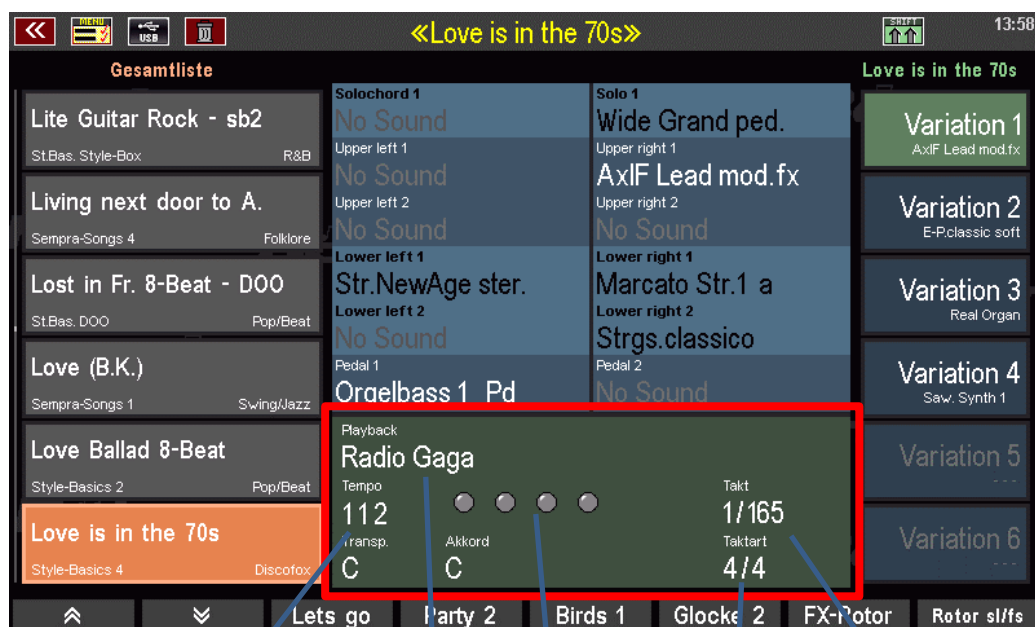 MENU
USB
«Love is in the 70s»
SHIFT
13:58
Gesamtliste
Love is in the 70s
Lite Guitar Rock - sb2
St.Bas. Style-Box R&B
Living next door to A.
Sempra-Songs 4 Folklore
Lost in Fr. 8-Beat - DOO
St.Bas. DOO Pop/Beat
Love (B.K.)
Sempra-Songs 1 Swing/Jazz
Love Ballad 8-Beat
Style-Basics 2 Pop/Beat
Love is in the 70s
Style-Basics 4 Discofox
Solochord 1
No Sound
Solo 1
Wide Grand ped.
Upper left 1
No Sound
Upper right 1
AxlF Lead mod.fx
Upper left 2
No Sound
Upper right 2
No Sound
Lower left 1
Str.NewAge ster.
Lower right 1
Marcato Str.1 a
Lower left 2
No Sound
Lower right 2
Strgs.classico
Pedal 1
Orgelbass 1 Pd
Pedal 2
No Sound
Playback
Radio Gaga
Tempo
112
Takt
1/165
Transp.
C
Akkord
C
Taktart
4/4
Variation 1
AxlF Lead mod.fx
Variation 2
E-P.classic soft
Variation 3
Real Organ
Variation 4
Saw. Synth 1
Variation 5
- - -
Variation 6
- - -
Lets go Party 2 Birds 1 Glocke 2 FX-Rotor Rotor sl/fs